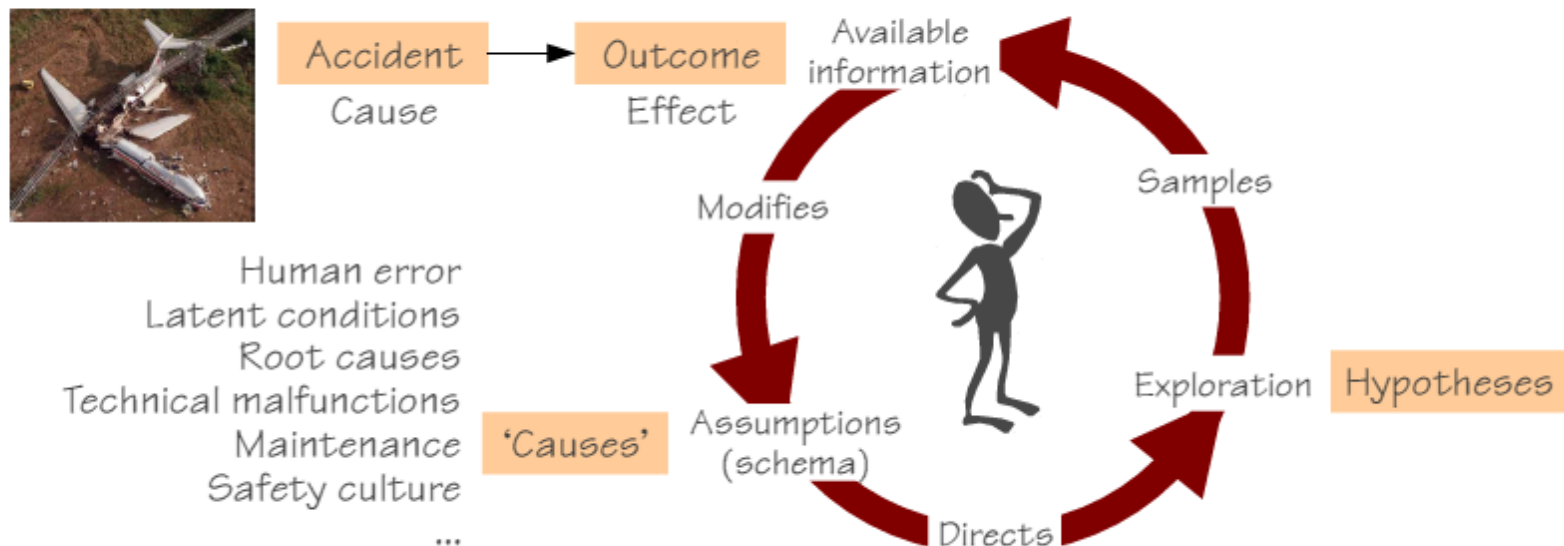 Accident
Cause
Outcome
Effect
Available
information
Modifies
Samples
Human error
Latent conditions
Root causes
Technical malfunctions
Maintenance
Safety culture
...
'Causes'
Assumptions
(schema)
Directs
Exploration
Hypotheses